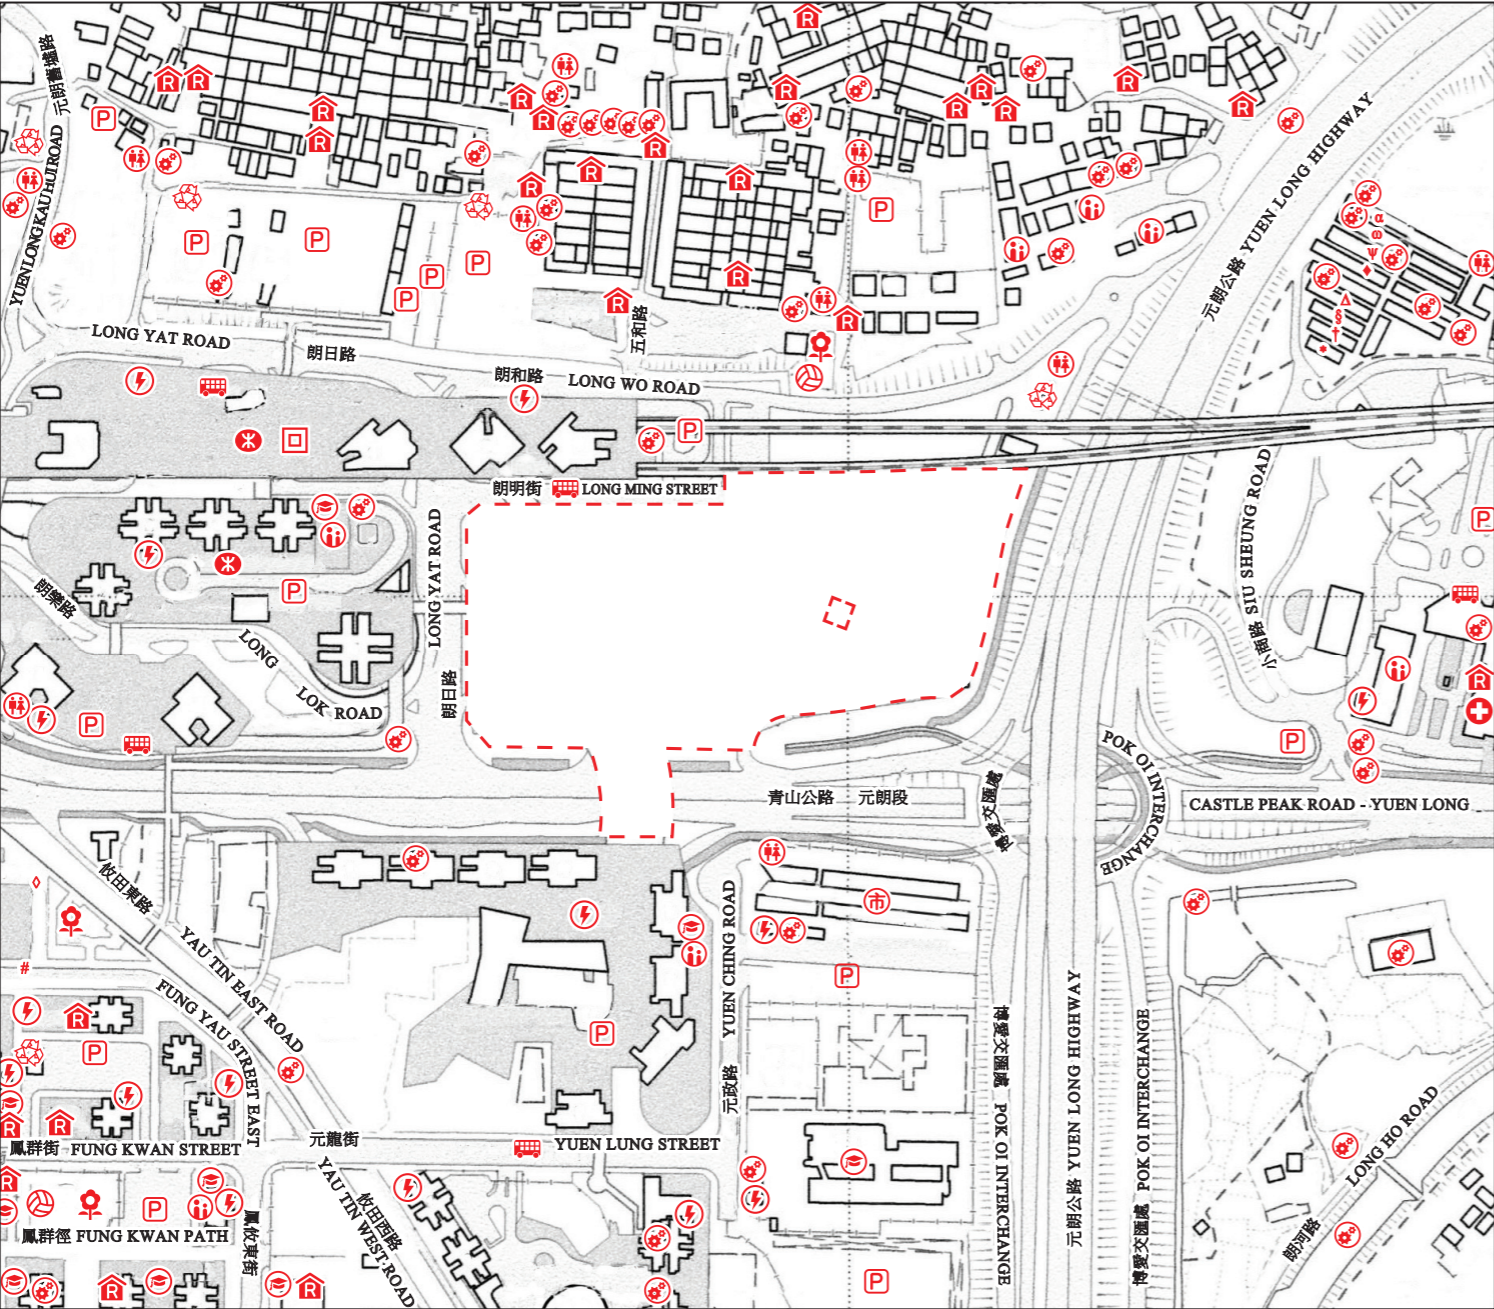 元朗舊墟路
YUEN LONG KAU HUI ROAD
LONG YAT ROAD
朗日路
五和路
朗和路
LONG WO ROAD
元朗公路 YUEN LONG HIGHWAY
朗明街
LONG MING STREET
LONG YAT ROAD
朗日路
朗樂路
LONG LOK ROAD
小商路 SIU SHEUNG ROAD
POK OI INTERCHANGE
博愛交匯處
青山公路 元朗段
CASTLE PEAK ROAD - YUEN LONG
攸田東路
YAU TIN EAST ROAD
FUNG YAU STREET EAST
YUEN CHING ROAD
元政路
市
元朗公路 YUEN LONG HIGHWAY
博愛交匯處 POK OI INTERCHANGE
博愛交匯處 POK OI INTERCHANGE
LONG HO ROAD
朗河路
鳳群街 FUNG KWAN STREET
元龍街
YUEN LUNG STREET
鳳群徑 FUNG KWAN PATH
鳳攸東街
攸田西路
YAU TIN WEST ROAD